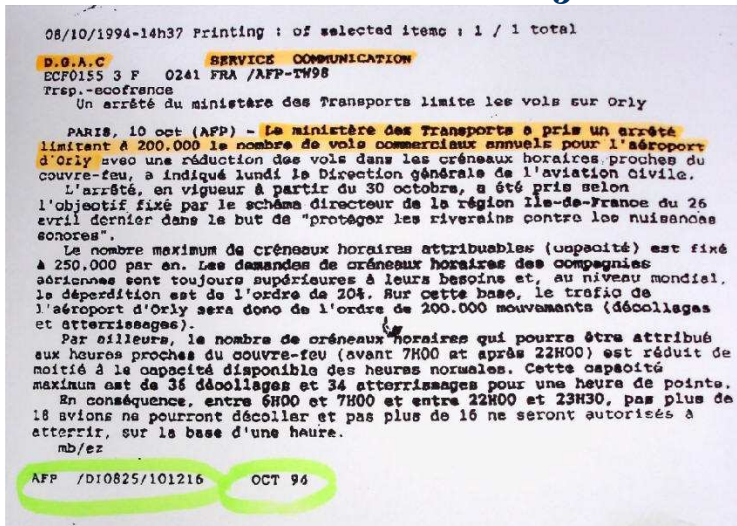 08/10/1994-14h37 Printing : of selected items : 1 / 1 total
D.G.A.C SERVICE COMMUNICATION
ECF0155 3 F 0241 FRA /AFP-TW98
Trsp.-ecofrance
Un arrêté du ministère des Transports limite les vols sur Orly
PARIS, 10 oct (AFP) - Le ministère des Transports a pris un arrêté
limitant à 200.000 le nombre de vols commerciaux annuels pour l'aéroport
d'Orly avec une réduction des vols dans les créneaux horaires proches du
couvre-feu, a indiqué lundi la Direction générale de l'aviation civile.
L'arrêté, en vigueur à partir du 30 octobre, a été pris selon
l'objectif fixé par le schéma directeur de la région Ile-de-France du 26
avril dernier dans le but de "protéger les riverains contre les nuisances
sonores".
Le nombre maximum de créneaux horaires attribuables (capacité) est fixé
à 250.000 par an. Les demandes de créneaux horaires des compagnies
aériennes sont toujours supérieures à leurs besoins et, au niveau mondial,
la déperdition est de l'ordre de 20%. Sur cette base, le trafic de
l'aéroport d'Orly sera donc de l'ordre de 200.000 mouvements (décollages
et atterrissages).
Par ailleurs, le nombre de créneaux horaires qui pourra être attribué
aux heures proches du couvre-feu (avant 7H00 et après 22H00) est réduit de
moitié à la capacité disponible des heures normales. Cette capacité
maximum est de 36 décollages et 34 atterrissages pour une heure de pointe.
En conséquence, entre 6H00 et 7H00 et entre 22H00 et 23H30, pas plus de
18 avions ne pourront décoller et pas plus de 16 ne seront autorisés à
atterrir, sur la base d'une heure.
mb/ez
AFP /DI0825/101216 OCT 94